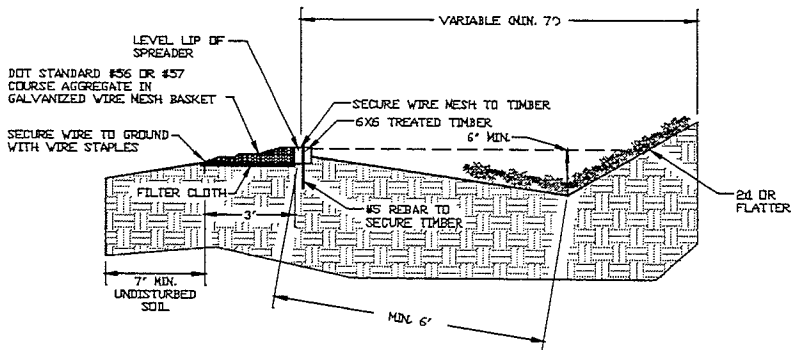 VARIABLE (MIN. 7')
LEVEL LIP OF
SPREADER
DOT STANDARD #56 OR #57
COURSE AGGREGATE IN
GALVANIZED WIRE MESH BASKET
SECURE WIRE MESH TO TIMBER
6X6 TREATED TIMBER
6" MIN.
SECURE WIRE TO GROUND
WITH WIRE STAPLES
FILTER CLOTH
3'
#5 REBAR TO
SECURE TIMBER
2:1 OR
FLATTER
7' MIN.
UNDISTURBED
SOIL
MIN. 6'